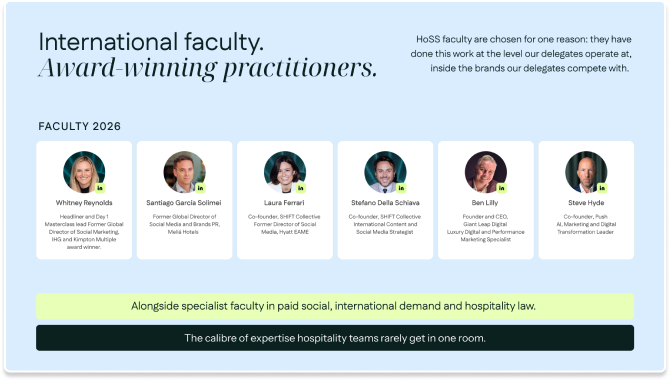 International faculty.
Award-winning practitioners.
HoSS faculty are chosen for one reason: they have
done this work at the level our delegates operate at,
inside the brands our delegates compete with.
FACULTY 2026
in
Whitney Reynolds
Headliner and Day 1
Masterclass lead Former Global
Director of Social Marketing,
IHG and Kimpton Multiple
award winner.
in
Santiago Garcia Solimei
Former Global Director of
Social Media and Brands PR,
Meliá Hotels
in
Laura Ferrari
Co-founder, SHIFT Collective
Former Director of Social
Media, Hyatt EAME
in
Stefano Della Schiava
Co-founder, SHIFT Collective
International Content and
Social Media Strategist
in
Ben Lilly
Founder and CEO,
Giant Leap Digital
Luxury Digital and Performance
Marketing Specialist
in
Steve Hyde
Co-founder, Push
AI, Marketing and Digital
Transformation Leader
Alongside specialist faculty in paid social, international demand and hospitality law.
The calibre of expertise hospitality teams rarely get in one room.